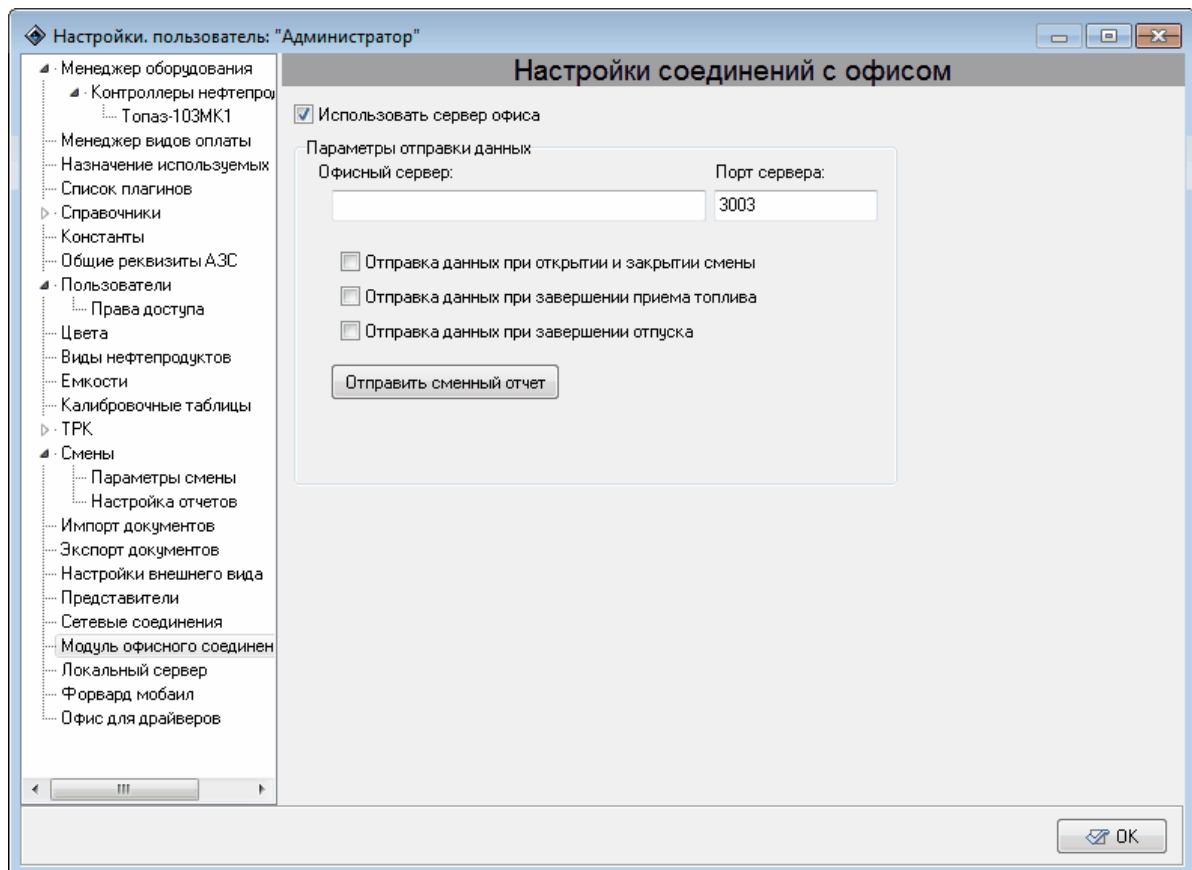 Настройки. пользователь: "Администратор"
Менеджер оборудования
Контроллеры нефтепро
Топаз-103МК1
Менеджер видов оплаты
Назначение используемых
Список плагинов
Справочники
Константы
Общие реквизиты АЗС
Пользователи
Права доступа
Цвета
Виды нефтепродуктов
Емкости
Калибровочные таблицы
ТРК
Смены
Параметры смены
Настройка отчетов
Импорт документов
Экспорт документов
Настройки внешнего вида
Представители
Сетевые соединения
Модуль офисного соединен
Локальный сервер
Форвард мобаил
Офис для драйверов
Настройки соединений с офисом
Использовать сервер офиса
Параметры отправки данных
Офисный сервер: Порт сервера:
3003
Отправка данных при открытии и закрытии смены
Отправка данных при завершении приема топлива
Отправка данных при завершении отпуска
Отправить сменный отчет
OK